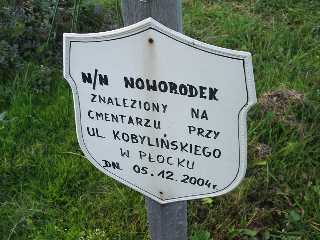 N/N NOWORODEK
ZNALEZIONY NA
CMENTARZU PRZY
UL. KOBYLIŃSKIEGO
W PŁOCKU
DN. 05.12.2004r